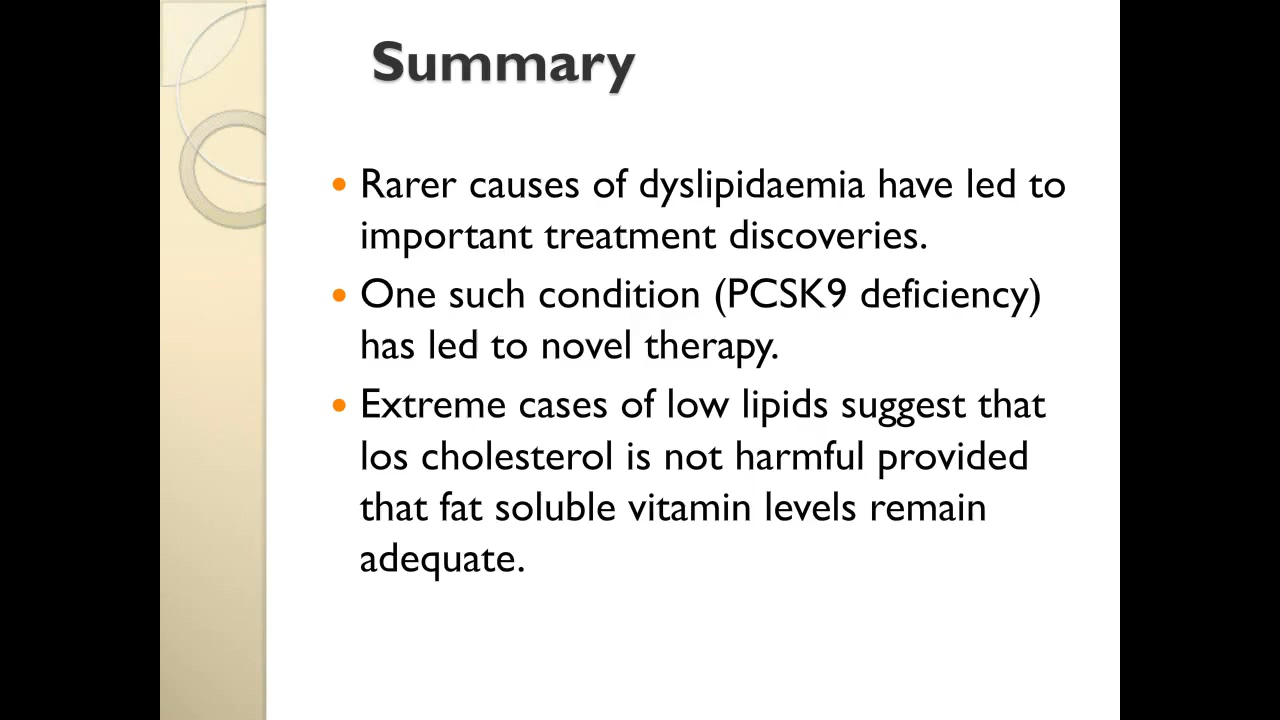 Summary
Rarer causes of dyslipidaemia have led to
important treatment discoveries.
One such condition (PCSK9 deficiency)
has led to novel therapy.
Extreme cases of low lipids suggest that
los cholesterol is not harmful provided
that fat soluble vitamin levels remain
adequate.